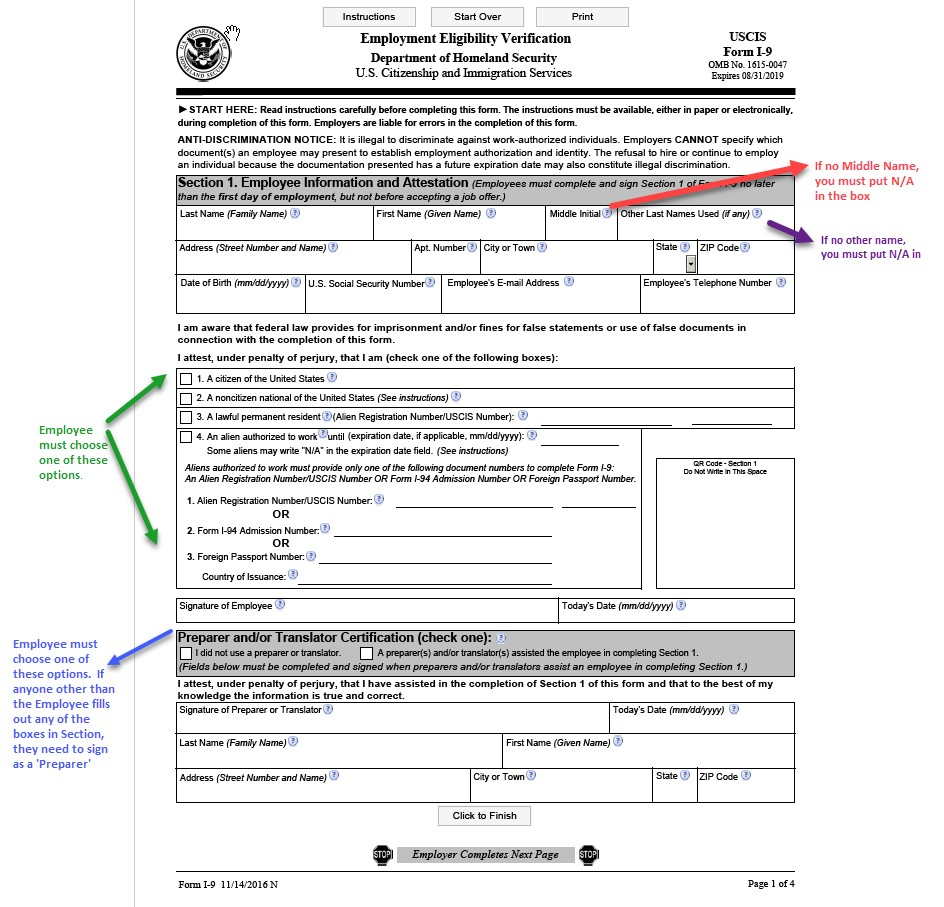 Instructions
Start Over
Print
Employment Eligibility Verification
Department of Homeland Security
U.S. Citizenship and Immigration Services
USCIS
Form I-9
OMB No. 1615-0047
Expires 08/31/2019
►START HERE: Read instructions carefully before completing this form. The instructions must be available, either in paper or electronically,
during completion of this form. Employers are liable for errors in the completion of this form.
ANTI-DISCRIMINATION NOTICE: It is illegal to discriminate against work-authorized individuals. Employers CANNOT specify which
document(s) an employee may present to establish employment authorization and identity. The refusal to hire or continue to employ
an individual because the documentation presented has a future expiration date may also constitute illegal discrimination.
If no Middle Name,
you must put N/A
in the box
Section 1. Employee Information and Attestation (Employees must complete and sign Section 1 of Form I-9 no later
than the first day of employment, but not before accepting a job offer.)
Last Name (Family Name) ?
First Name (Given Name) ?
Middle Initial ?
Other Last Names Used (if any) ?
If no other name,
you must put N/A in
Address (Street Number and Name) ?
Apt. Number ?
City or Town ?
State ?
ZIP Code ?
Date of Birth (mm/dd/yyyy) ?
U.S. Social Security Number ?
Employee's E-mail Address ?
Employee's Telephone Number ?
I am aware that federal law provides for imprisonment and/or fines for false statements or use of false documents in
connection with the completion of this form.
I attest, under penalty of perjury, that I am (check one of the following boxes):
1. A citizen of the United States ?
2. A noncitizen national of the United States (See instructions) ?
3. A lawful permanent resident ? (Alien Registration Number/USCIS Number): ?
4. An alien authorized to work ? until (expiration date, if applicable, mm/dd/yyyy): ?
Some aliens may write "N/A" in the expiration date field. (See instructions)
Employee
must choose
one of these
options.
Aliens authorized to work must provide only one of the following document numbers to complete Form I-9:
An Alien Registration Number/USCIS Number OR Form I-94 Admission Number OR Foreign Passport Number.
1. Alien Registration Number/USCIS Number: ?
OR
2. Form I-94 Admission Number: ?
OR
3. Foreign Passport Number: ?
Country of Issuance: ?
QR Code - Section 1
Do Not Write In This Space
Signature of Employee ?
Today's Date (mm/dd/yyyy) ?
Employee must
choose one of
these options. If
anyone other than
the Employee fills
out any of the
boxes in Section,
they need to sign
as a 'Preparer'
Preparer and/or Translator Certification (check one): ?
I did not use a preparer or translator.
A preparer(s) and/or translator(s) assisted the employee in completing Section 1.
(Fields below must be completed and signed when preparers and/or translators assist an employee in completing Section 1.)
I attest, under penalty of perjury, that I have assisted in the completion of Section 1 of this form and that to the best of my
knowledge the information is true and correct.
Signature of Preparer or Translator ?
Today's Date (mm/dd/yyyy) ?
Last Name (Family Name) ?
First Name (Given Name) ?
Address (Street Number and Name) ?
City or Town ?
State ?
ZIP Code ?
Click to Finish
STOP
Employer Completes Next Page
STOP
Form I-9 11/14/2016 N
Page 1 of 4